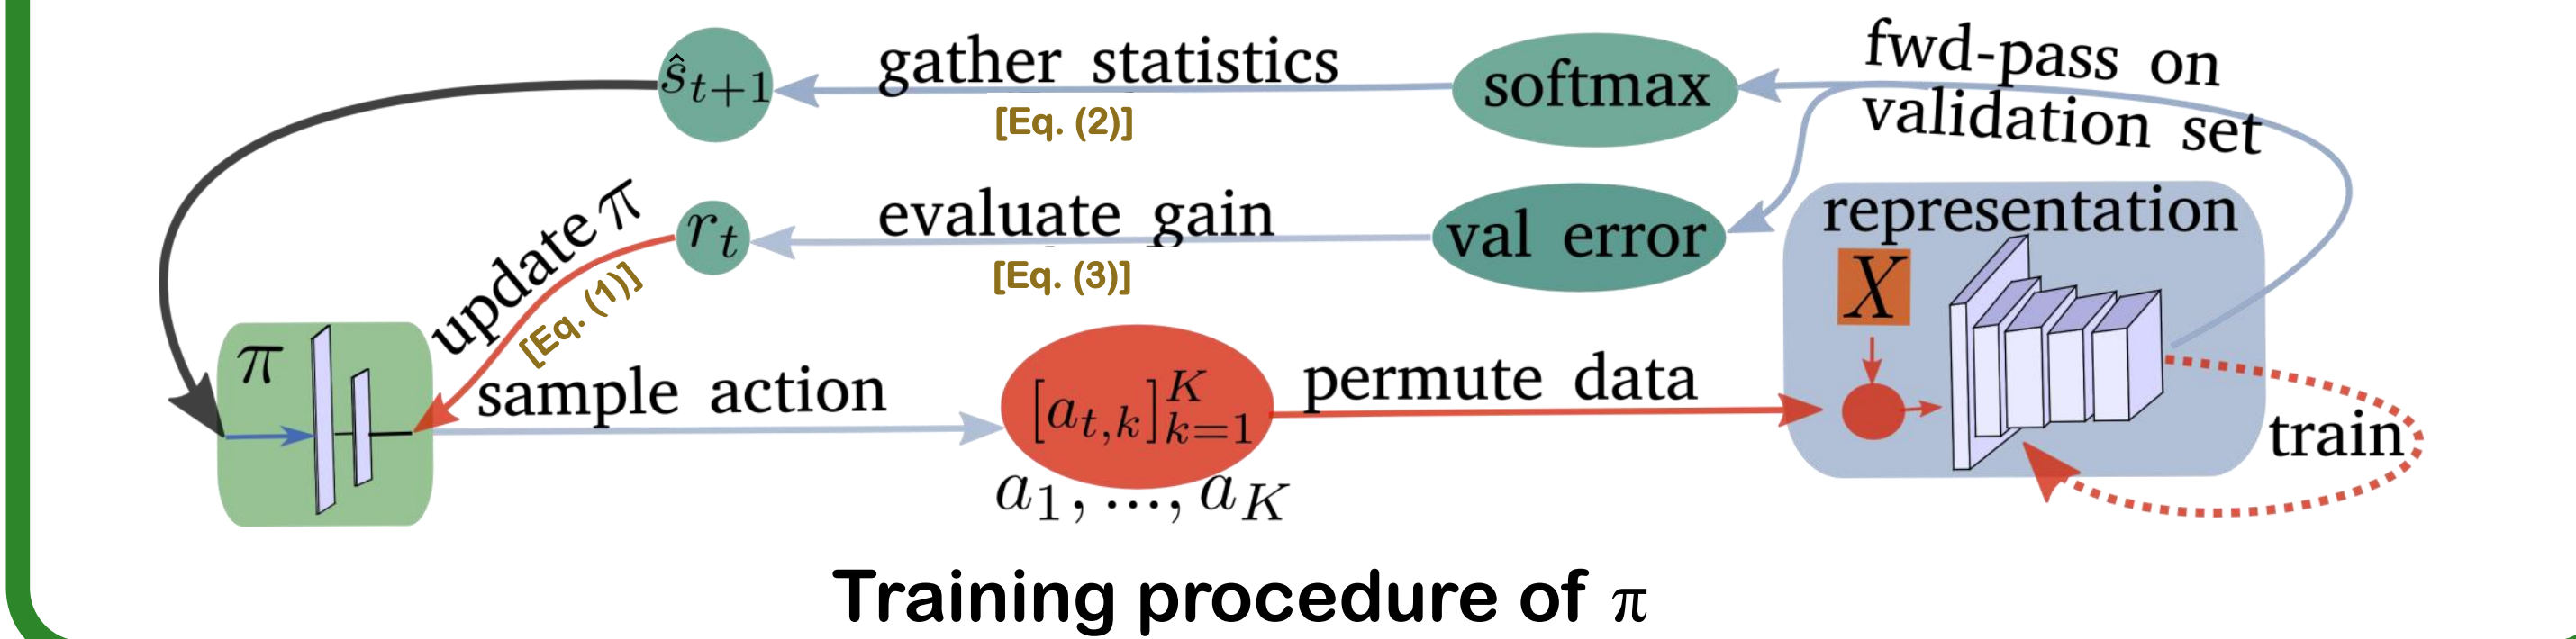 ŝ_{t+1}
gather statistics
[Eq. (2)]
softmax
fwd-pass on
validation set
update π
[Eq. (1)]
r_t
evaluate gain
[Eq. (3)]
val error
representation
X
π
sample action
[a_{t,k}]_{k=1}^{K}
a_1, ..., a_K
permute data
train
Training procedure of π